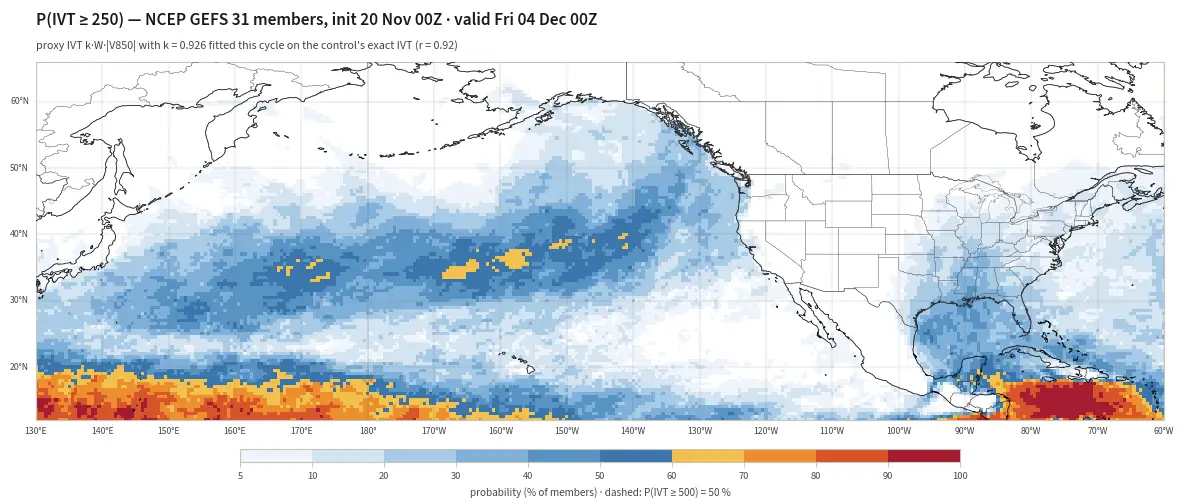 P(IVT ≥ 250) — NCEP GEFS 31 members, init 20 Nov 00Z · valid Fri 04 Dec 00Z
proxy IVT k·W·|V850| with k = 0.926 fitted this cycle on the control's exact IVT (r = 0.92)
60°N
50°N
40°N
30°N
20°N
130°E 140°E 150°E 160°E 170°E 180° 170°W 160°W 150°W 140°W 130°W 120°W 110°W 100°W 90°W 80°W 70°W 60°W
5 10 20 30 40 50 60 70 80 90 100
probability (% of members) · dashed: P(IVT ≥ 500) = 50 %